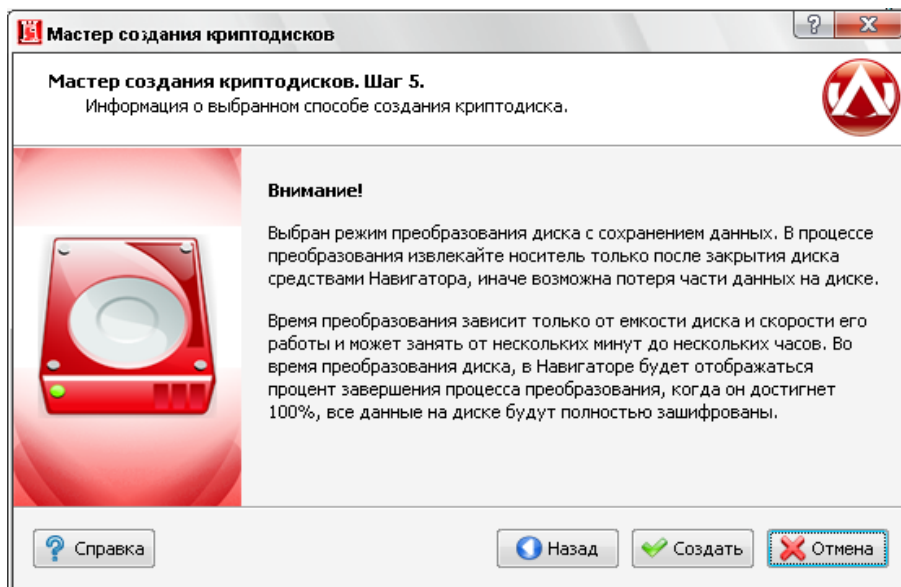 Мастер создания криптодисков
Мастер создания криптодисков. Шаг 5.
Информация о выбранном способе создания криптодиска.
Внимание!
Выбран режим преобразования диска с сохранением данных. В процессе
преобразования извлекайте носитель только после закрытия диска
средствами Навигатора, иначе возможна потеря части данных на диске.
Время преобразования зависит только от емкости диска и скорости его
работы и может занять от нескольких минут до нескольких часов. Во
время преобразования диска, в Навигаторе будет отображаться
процент завершения процесса преобразования, когда он достигнет
100%, все данные на диске будут полностью зашифрованы.
Справка
Назад
Создать
Отмена